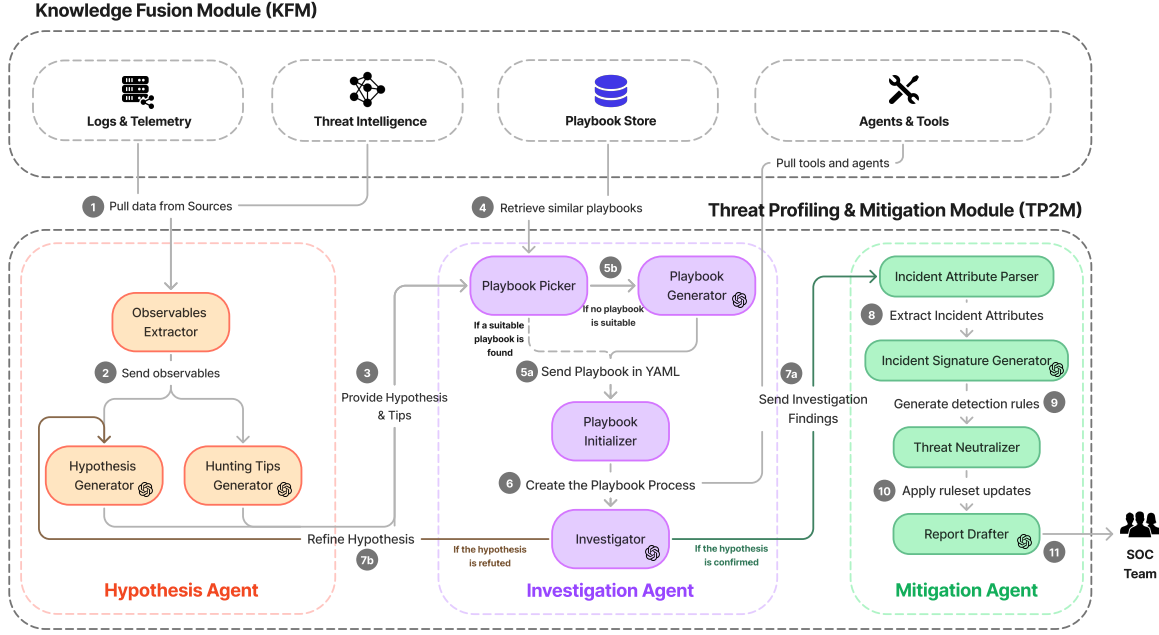 Knowledge Fusion Module (KFM)
Logs & Telemetry
Threat Intelligence
Playbook Store
Agents & Tools
Pull tools and agents
1 Pull data from Sources
4 Retrieve similar playbooks
Threat Profiling & Mitigation Module (TP2M)
Observables
Extractor
2 Send observables
Hypothesis
Generator
Hunting Tips
Generator
3
Provide Hypothesis
& Tips
Refine Hypothesis
7b
Hypothesis Agent
Playbook Picker
5b
Playbook
Generator
If no playbook
is suitable
If a suitable
playbook is
found
5a Send Playbook in YAML
Playbook
Initializer
6 Create the Playbook Process
Investigator
If the hypothesis
is refuted
If the hypothesis
is confirmed
Investigation Agent
7a
Send Investigation
Findings
Incident Attribute Parser
8 Extract Incident Attributes
Incident Signature Generator
Generate detection rules 9
Threat Neutralizer
10 Apply ruleset updates
Report Drafter
11
Mitigation Agent
SOC
Team